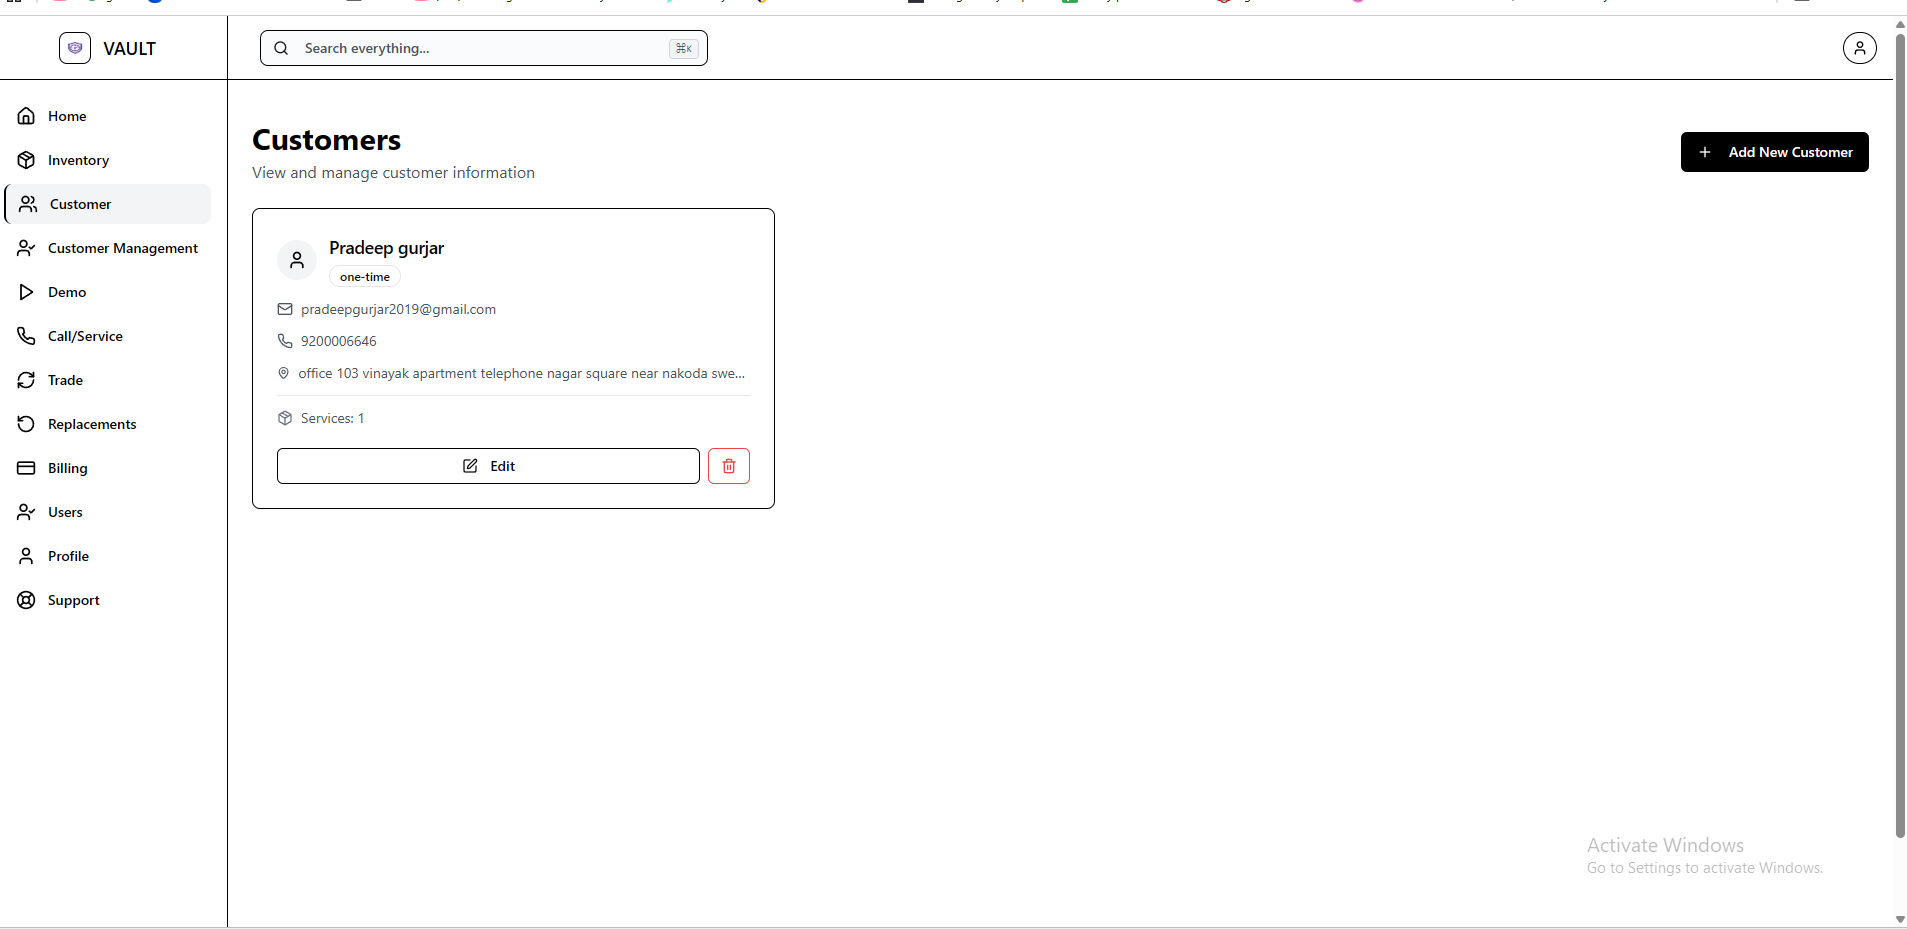 VAULT
Search everything...
⌘K
Home
Inventory
Customer
Customer Management
Demo
Call/Service
Trade
Replacements
Billing
Users
Profile
Support
Customers
View and manage customer information
Add New Customer
Pradeep gurjar
one-time
pradeepgurjar2019@gmail.com
9200006646
office 103 vinayak apartment telephone nagar square near nakoda swe...
Services: 1
Edit
Activate Windows
Go to Settings to activate Windows.